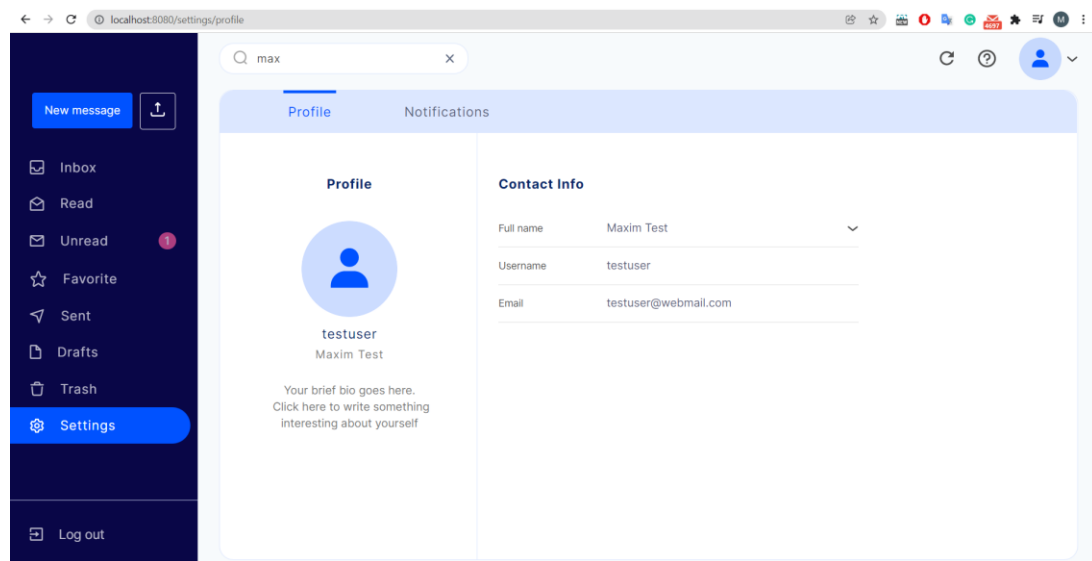 localhost:8080/settings/profile
4697
M
max
New message
Profile
Notifications
Inbox
Read
Unread
1
Favorite
Sent
Drafts
Trash
Settings
Log out
Profile
testuser
Maxim Test
Your brief bio goes here.
Click here to write something
interesting about yourself
Contact Info
Full name Maxim Test
Username testuser
Email testuser@webmail.com